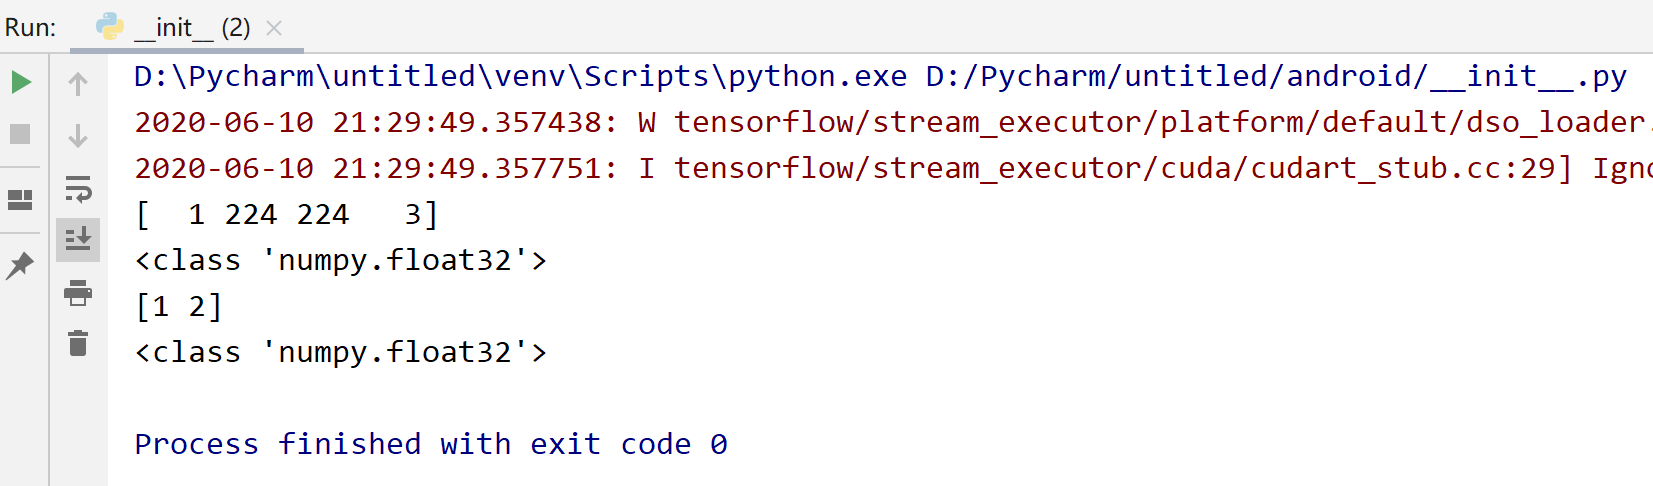 Run: __init__ (2)
D:\Pycharm\untitled\venv\Scripts\python.exe D:/Pycharm/untitled/android/__init__.py
2020-06-10 21:29:49.357438: W tensorflow/stream_executor/platform/default/dso_loader.
2020-06-10 21:29:49.357751: I tensorflow/stream_executor/cuda/cudart_stub.cc:29] Igno
[  1 224 224   3]
<class 'numpy.float32'>
[1 2]
<class 'numpy.float32'>
Process finished with exit code 0